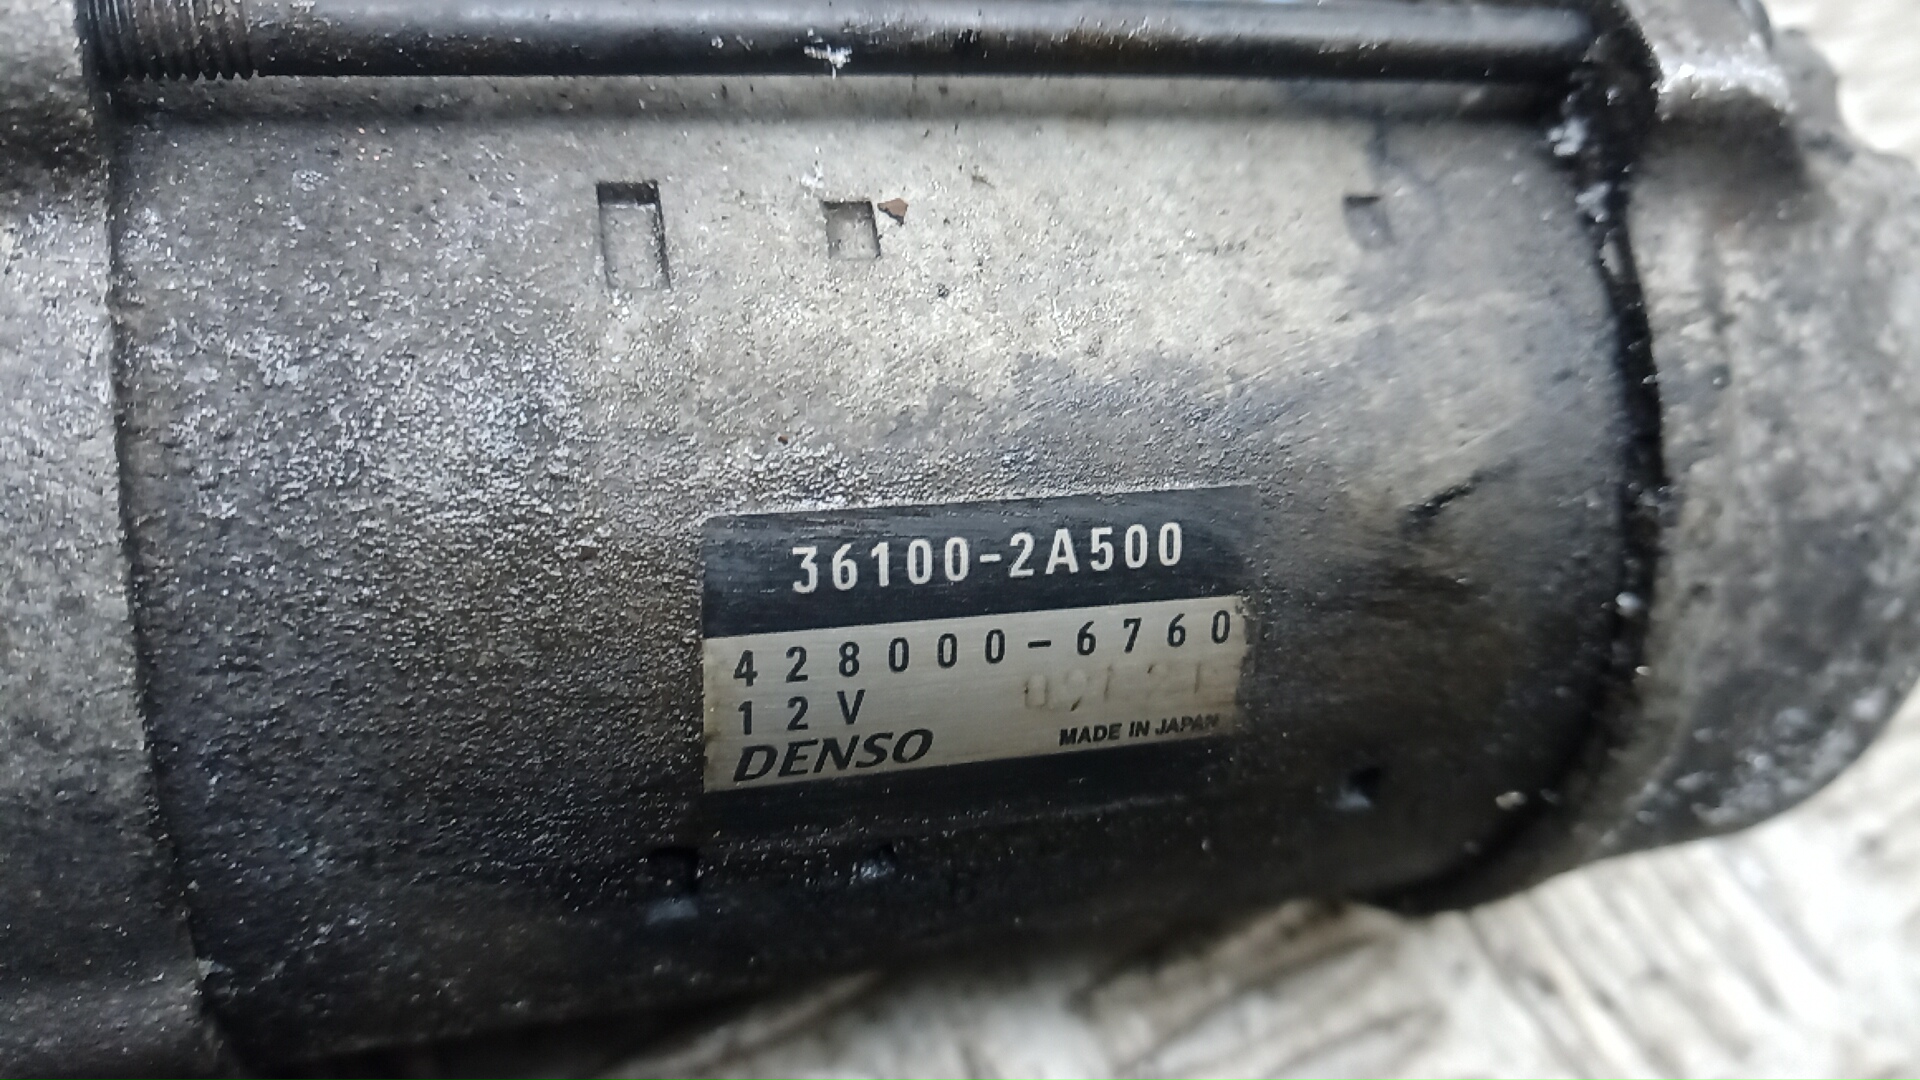 36100-2A500
428000-6760
12V
DENSO MADE IN JAPAN